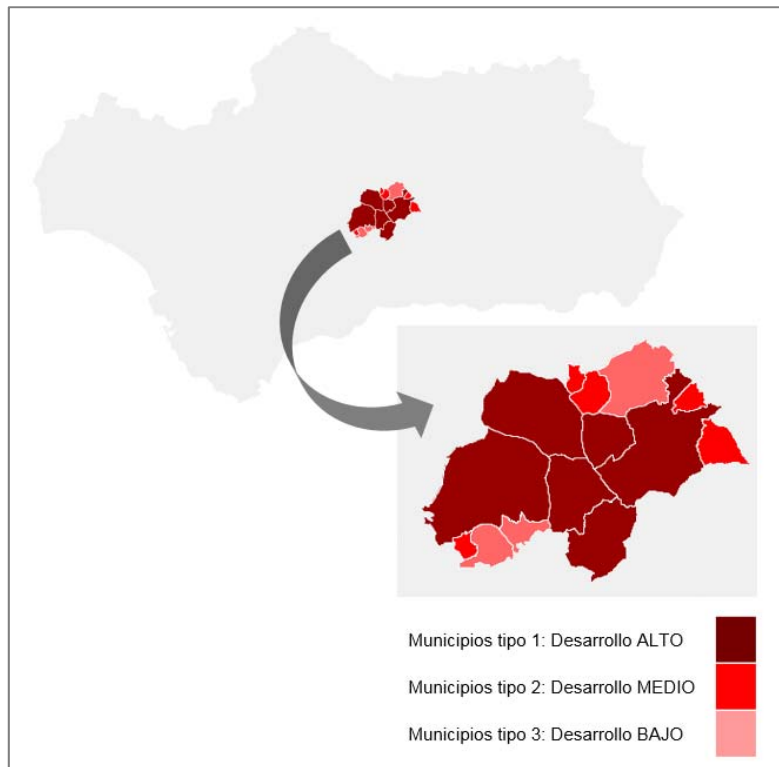 Municipios tipo 1: Desarrollo ALTO
Municipios tipo 2: Desarrollo MEDIO
Municipios tipo 3: Desarrollo BAJO